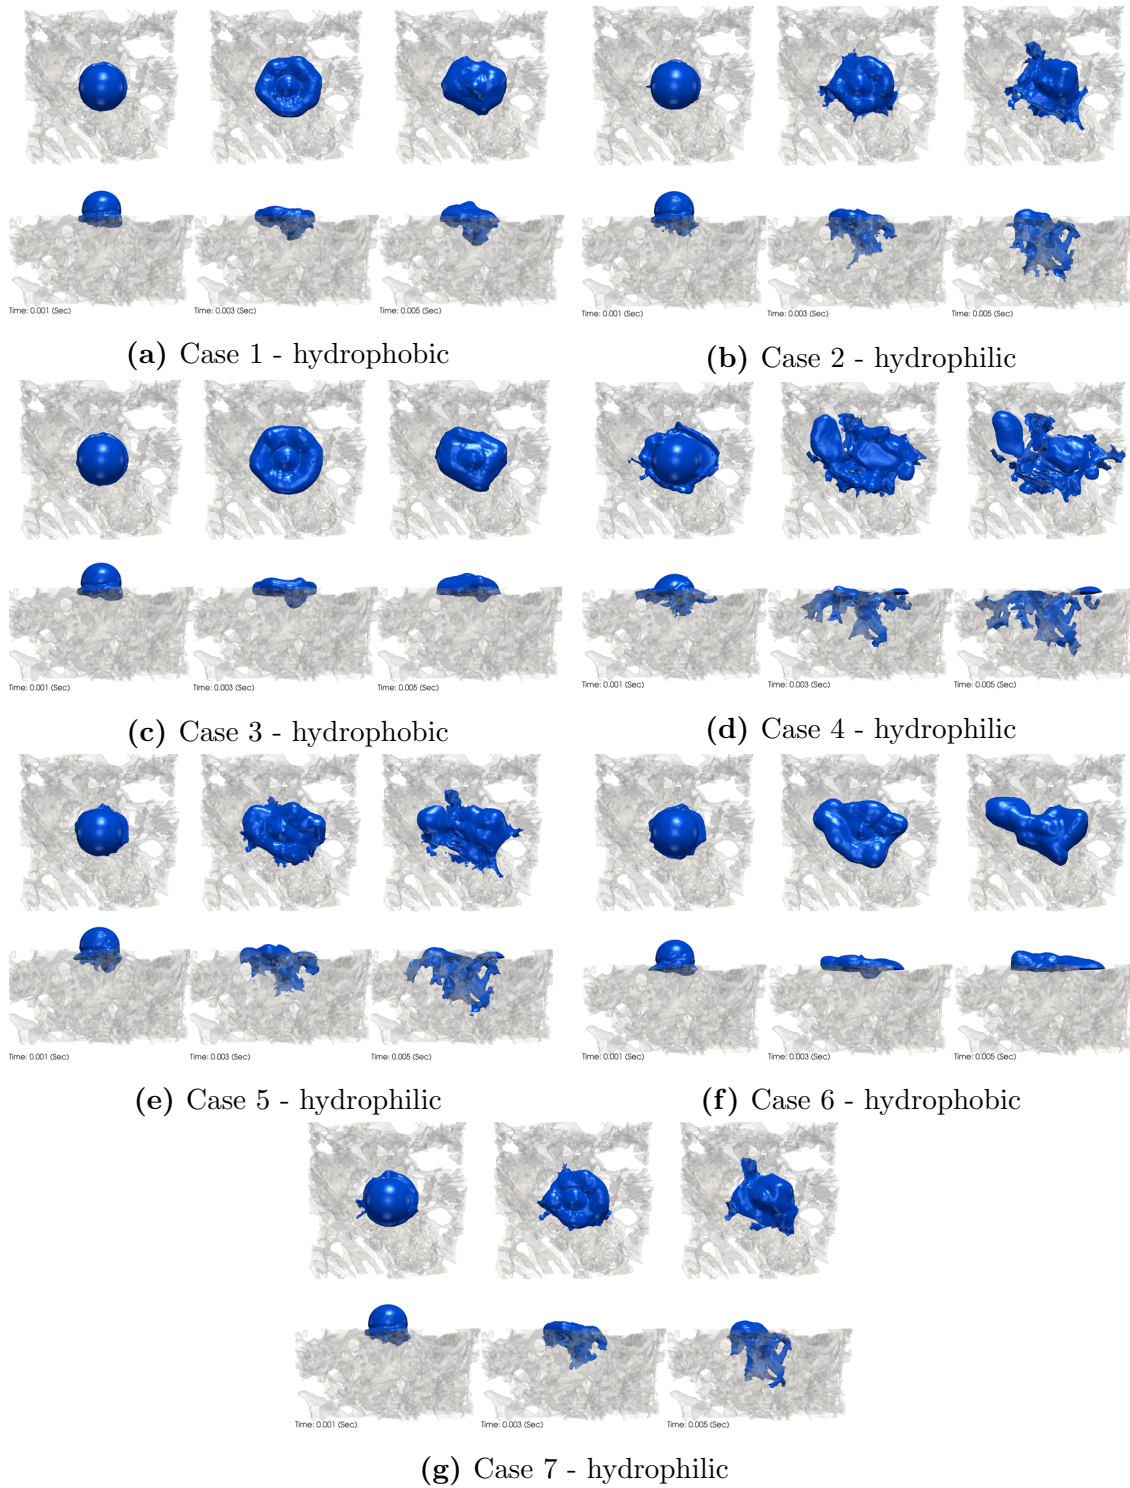 Time: 0.001 (Sec) Time: 0.003 (Sec) Time: 0.005 (Sec)
(a) Case 1 - hydrophobic
Time: 0.001 (Sec) Time: 0.003 (Sec) Time: 0.005 (Sec)
(b) Case 2 - hydrophilic
Time: 0.001 (Sec) Time: 0.003 (Sec) Time: 0.005 (Sec)
(c) Case 3 - hydrophobic
Time: 0.001 (Sec) Time: 0.003 (Sec) Time: 0.005 (Sec)
(d) Case 4 - hydrophilic
Time: 0.001 (Sec) Time: 0.003 (Sec) Time: 0.005 (Sec)
(e) Case 5 - hydrophilic
Time: 0.001 (Sec) Time: 0.003 (Sec) Time: 0.005 (Sec)
(f) Case 6 - hydrophobic
Time: 0.001 (Sec) Time: 0.003 (Sec) Time: 0.005 (Sec)
(g) Case 7 - hydrophilic